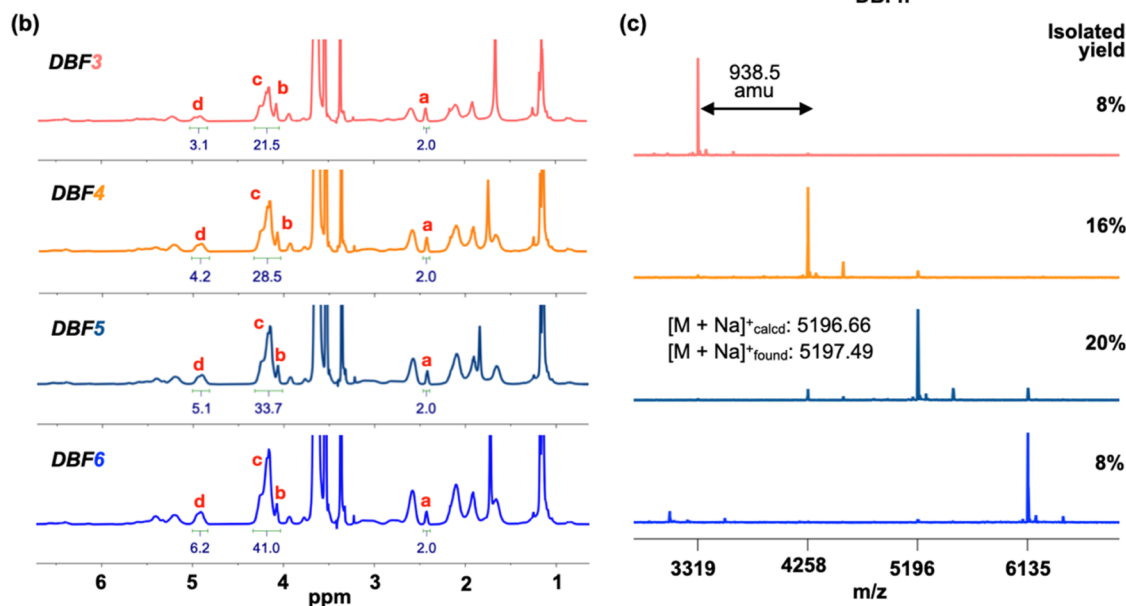 (b)
DBF3
d
c
b
a
3.1
21.5
2.0
DBF4
d
c
b
a
4.2
28.5
2.0
DBF5
d
c
b
a
5.1
33.7
2.0
DBF6
d
c
b
a
6.2
41.0
2.0
6 5 4 3 2 1
ppm
(c)
Isolated
yield
938.5
amu
8%
16%
[M + Na]+calcd: 5196.66
[M + Na]+found: 5197.49
20%
8%
3319 4258 5196 6135
m/z